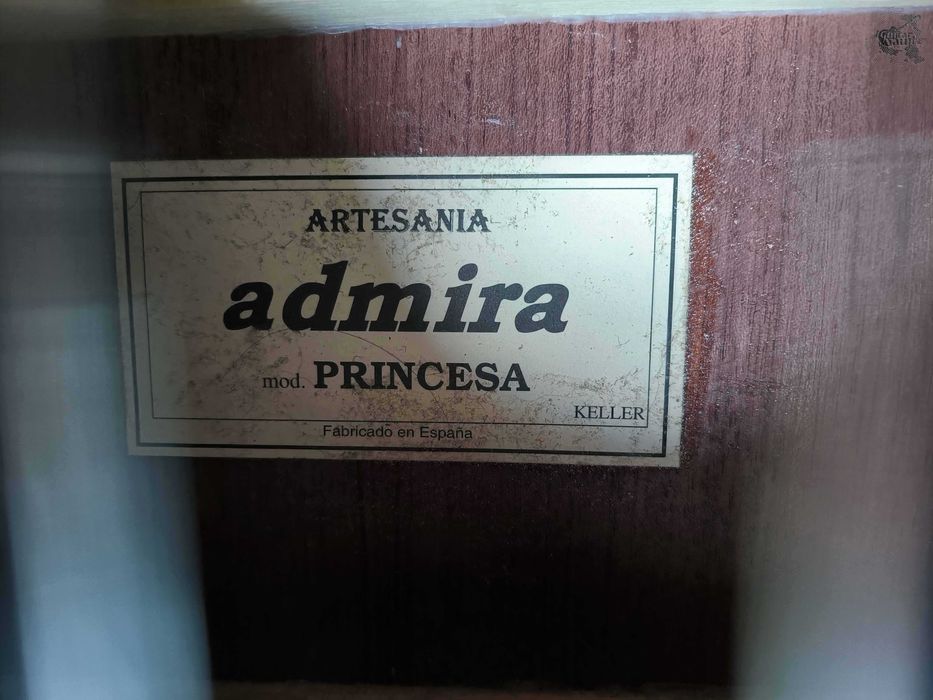 ARTESANIA
admira
mod. PRINCESA
KELLER
Fabricado en España